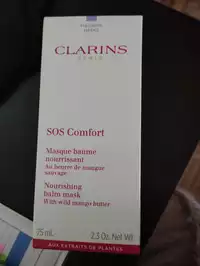 CLARINS
PARIS
SOS Comfort
Masque baume
nourrissant
Au beurre de mangue
sauvage
Nourishing
balm mask
With wild mango butter
75 mL
2.3 Oz. Net Wt.
AUX EXTRAITS DE PLANTES